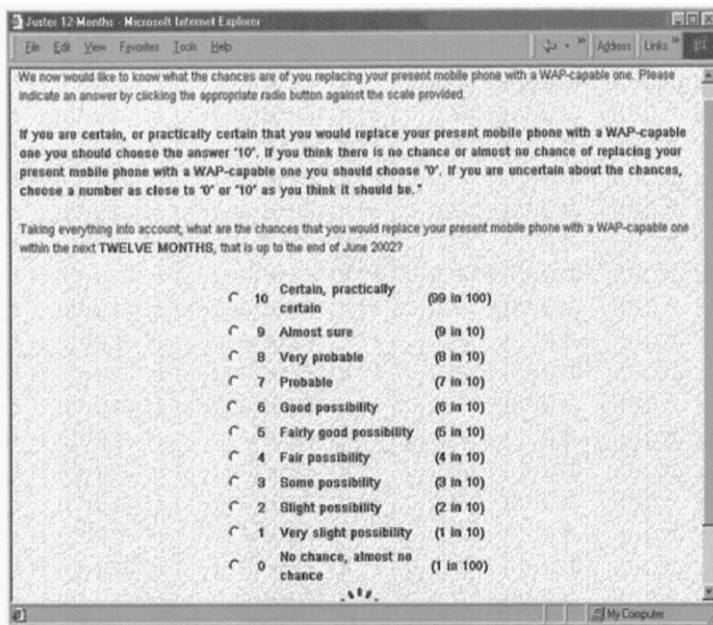 Juster 12 Months - Microsoft Internet Explorer
File Edit View Favorites Tools Help
Address Links
We now would like to know what the chances are of you replacing your present mobile phone with a WAP-capable one. Please
indicate an answer by clicking the appropriate radio button against the scale provided.
If you are certain, or practically certain that you would replace your present mobile phone with a WAP-capable
one you should choose the answer "10". If you think there is no chance or almost no chance of replacing your
present mobile phone with a WAP-capable one you should choose "0". If you are uncertain about the chances,
choose a number as close to "0" or "10" as you think it should be."
Taking everything into account, what are the chances that you would replace your present mobile phone with a WAP-capable one
within the next TWELVE MONTHS, that is up to the end of June 2002?
10 Certain, practically certain (99 in 100)
9 Almost sure (9 in 10)
8 Very probable (8 in 10)
7 Probable (7 in 10)
6 Good possibility (6 in 10)
5 Fairly good possibility (5 in 10)
4 Fair possibility (4 in 10)
3 Some possibility (3 in 10)
2 Slight possibility (2 in 10)
1 Very slight possibility (1 in 10)
0 No chance, almost no chance (1 in 100)
My Computer